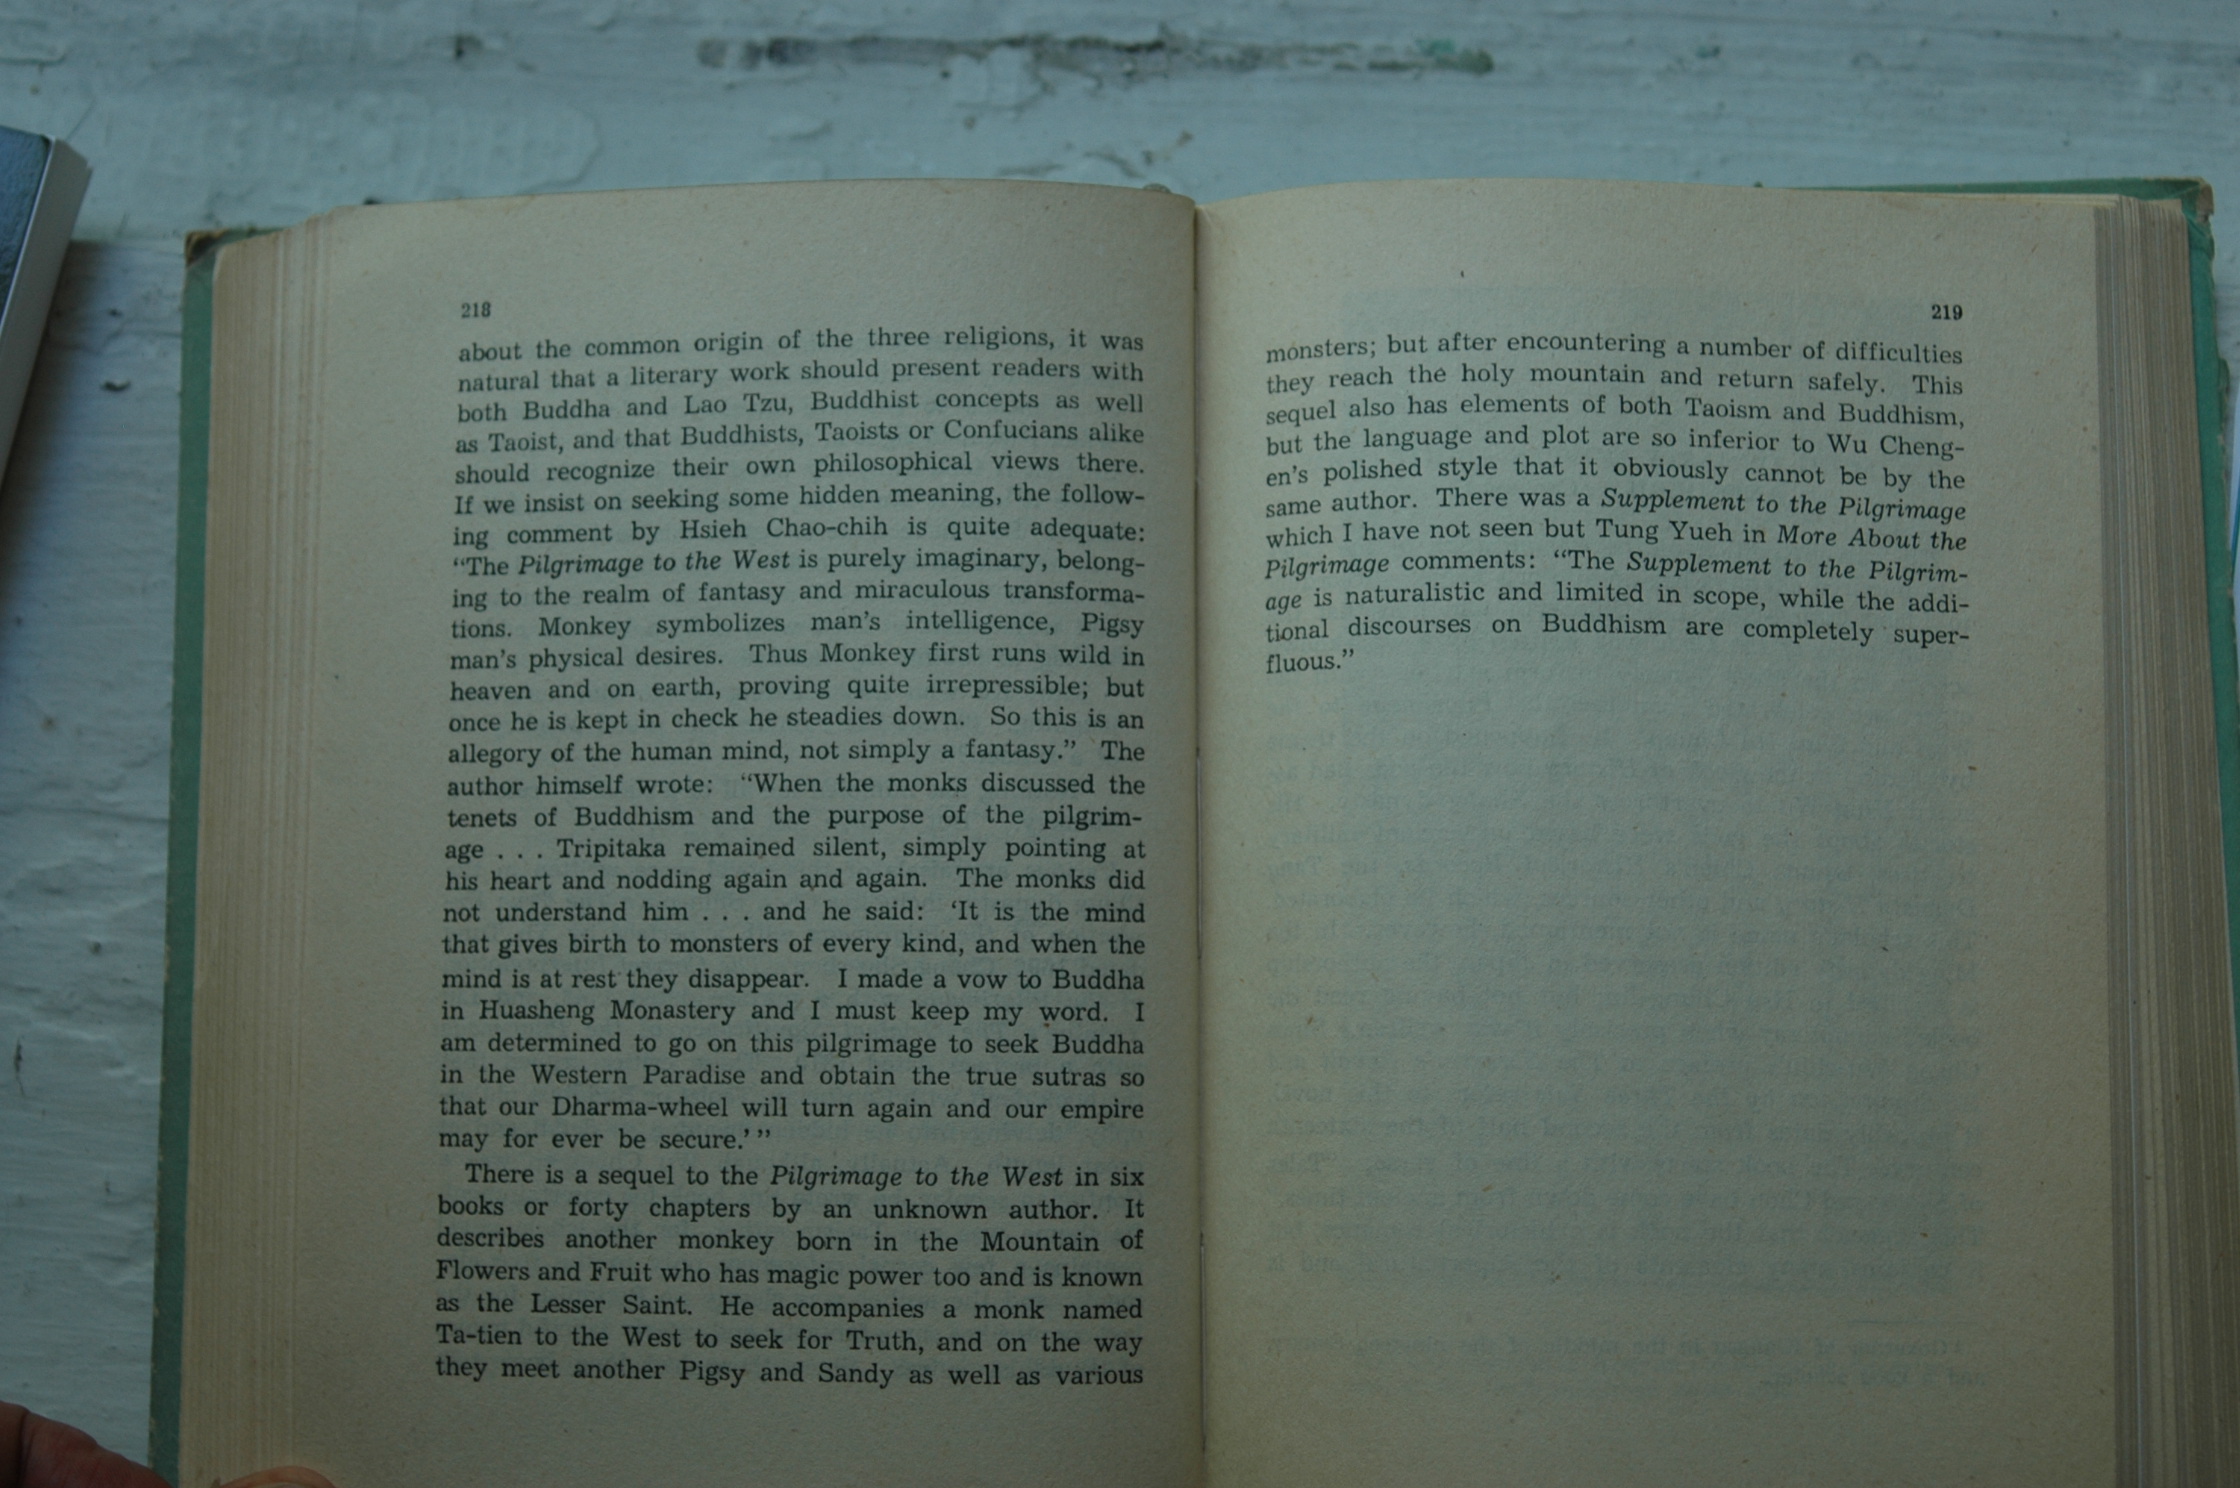 218
about the common origin of the three religions, it was
natural that a literary work should present readers with
both Buddha and Lao Tzu, Buddhist concepts as well
as Taoist, and that Buddhists, Taoists or Confucians alike
should recognize their own philosophical views there.
If we insist on seeking some hidden meaning, the follow-
ing comment by Hsieh Chao-chih is quite adequate:
“The Pilgrimage to the West is purely imaginary, belong-
ing to the realm of fantasy and miraculous transforma-
tions. Monkey symbolizes man’s intelligence, Pigsy
man’s physical desires. Thus Monkey first runs wild in
heaven and on earth, proving quite irrepressible; but
once he is kept in check he steadies down. So this is an
allegory of the human mind, not simply a fantasy.” The
author himself wrote: “When the monks discussed the
tenets of Buddhism and the purpose of the pilgrim-
age . . . Tripitaka remained silent, simply pointing at
his heart and nodding again and again. The monks did
not understand him . . . and he said: ‘It is the mind
that gives birth to monsters of every kind, and when the
mind is at rest they disappear. I made a vow to Buddha
in Huasheng Monastery and I must keep my word. I
am determined to go on this pilgrimage to seek Buddha
in the Western Paradise and obtain the true sutras so
that our Dharma-wheel will turn again and our empire
may for ever be secure.’ ”
There is a sequel to the Pilgrimage to the West in six
books or forty chapters by an unknown author. It
describes another monkey born in the Mountain of
Flowers and Fruit who has magic power too and is known
as the Lesser Saint. He accompanies a monk named
Ta-tien to the West to seek for Truth, and on the way
they meet another Pigsy and Sandy as well as various
219
monsters; but after encountering a number of difficulties
they reach the holy mountain and return safely. This
sequel also has elements of both Taoism and Buddhism,
but the language and plot are so inferior to Wu Cheng-
en’s polished style that it obviously cannot be by the
same author. There was a Supplement to the Pilgrimage
which I have not seen but Tung Yueh in More About the
Pilgrimage comments: “The Supplement to the Pilgrim-
age is naturalistic and limited in scope, while the addi-
tional discourses on Buddhism are completely super-
fluous.”